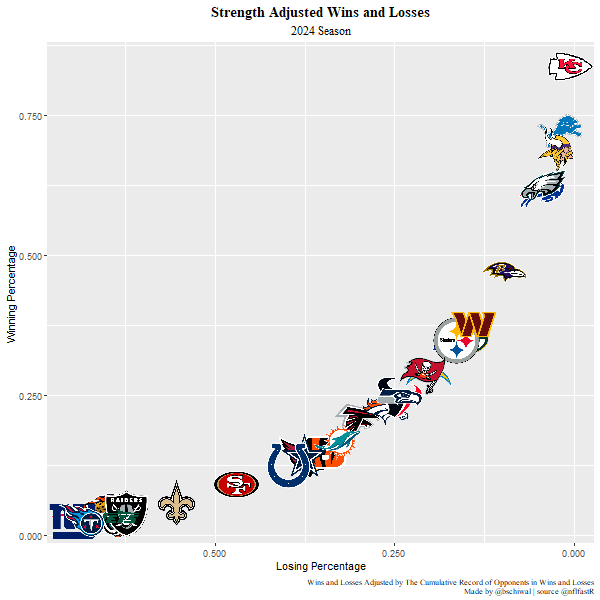 Strength Adjusted Wins and Losses
2024 Season
0.750
0.500
0.250
0.000
Winning Percentage
0.500
0.250
0.000
Losing Percentage
RAIDERS
Steelers
SF
KC
W
Wins and Losses Adjusted by The Cumulative Record of Opponents in Wins and Losses
Made by @bschiwal | source @nflfastR